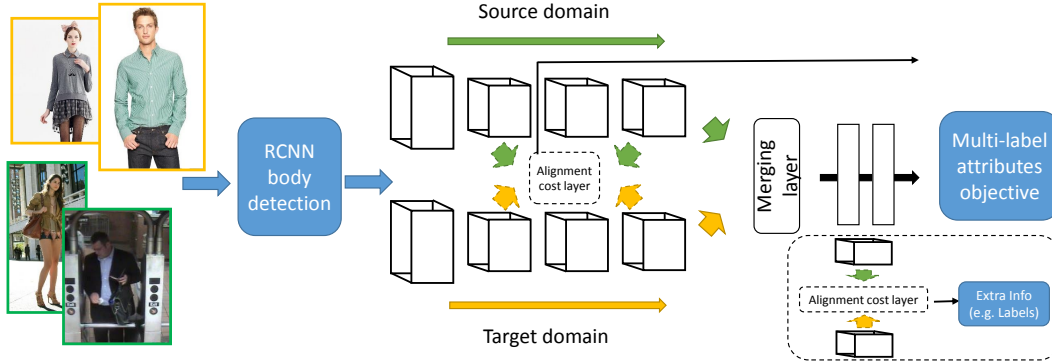 Source domain
RCNN
body
detection
Alignment
cost layer
Merging
layer
Multi-label
attributes
objective
Alignment cost layer
Extra Info
(e.g. Labels)
Target domain